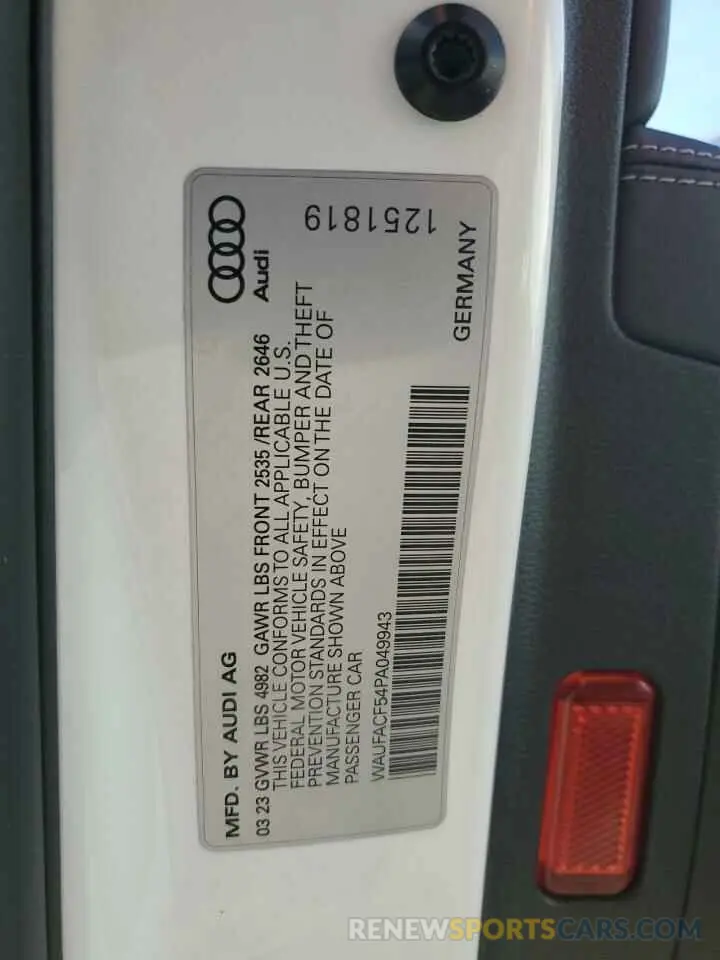 Audi
1251819
MFD. BY AUDI AG
03 23 GVWR LBS 4982 GAWR LBS FRONT 2535 /REAR 2646
THIS VEHICLE CONFORMS TO ALL APPLICABLE U.S.
FEDERAL MOTOR VEHICLE SAFETY, BUMPER AND THEFT
PREVENTION STANDARDS IN EFFECT ON THE DATE OF
MANUFACTURE SHOWN ABOVE
PASSENGER CAR
WAUFACF54PA049943
GERMANY
RENEWSPORTSCARS.COM